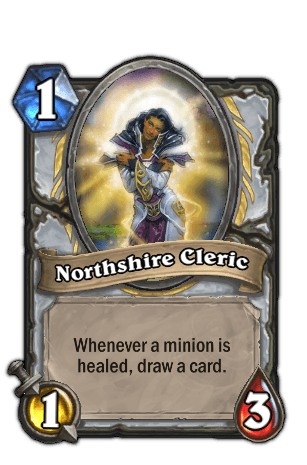 1
Northshire Cleric
Whenever a minion is
healed, draw a card.
1
3